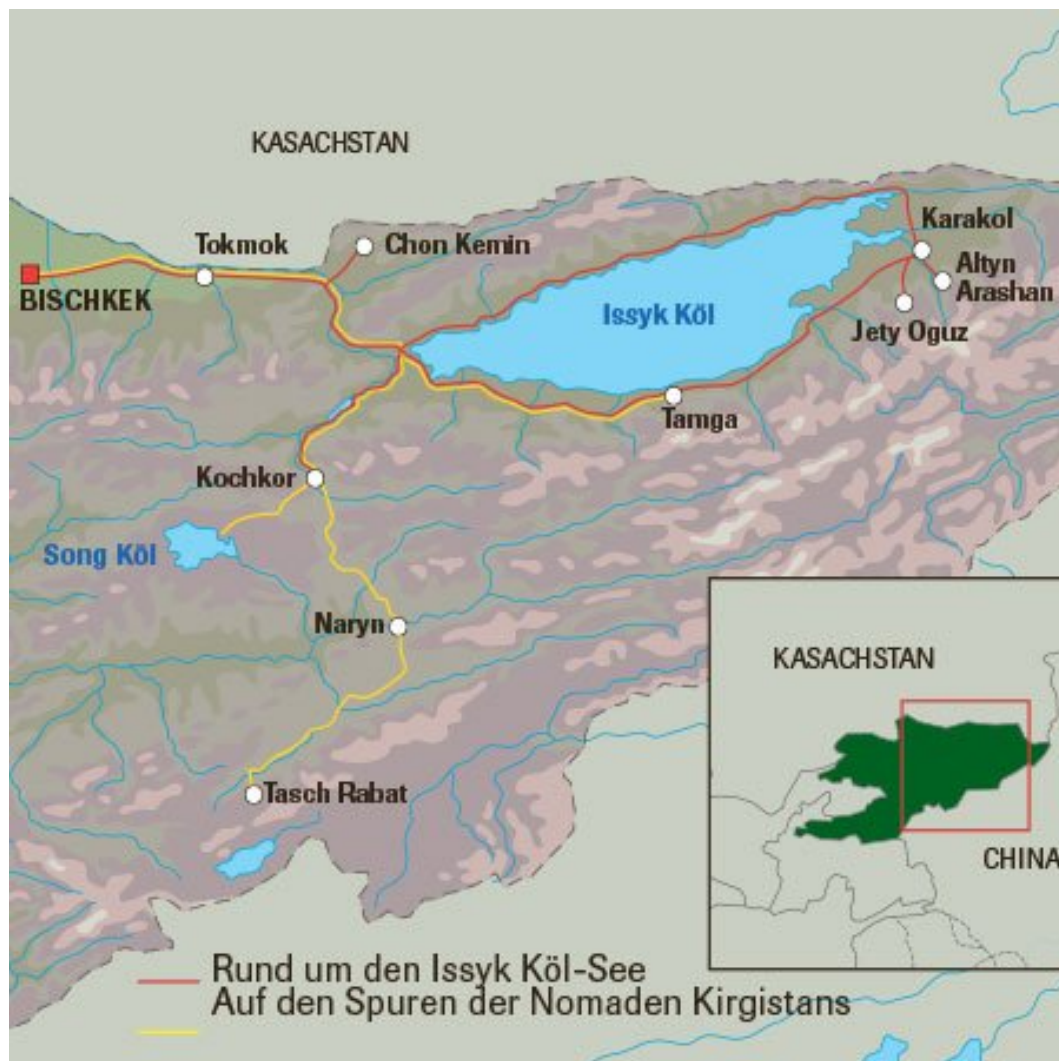 KASACHSTAN
Tokmok
Chon Kemin
Karakol
BISCHKEK
Altyn
Arashan
Issyk Köl
Jety Oguz
Tamga
Kochkor
Song Köl
Naryn
KASACHSTAN
Tasch Rabat
CHINA
Rund um den Issyk Köl-See
Auf den Spuren der Nomaden Kirgistans